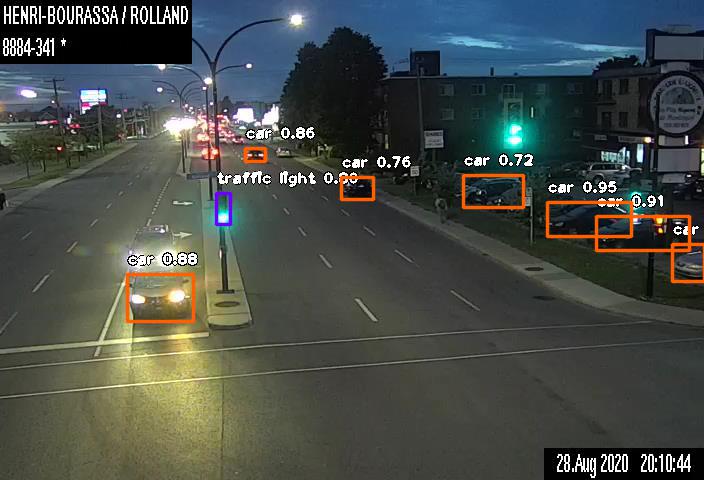 HENRI-BOURASSA / ROLLAND
8884-341 *
car 0.86
car 0.76
car 0.72
traffic light 0.80
car 0.95
car 0.91
car
car 0.88
28.Aug 2020 20:10:44